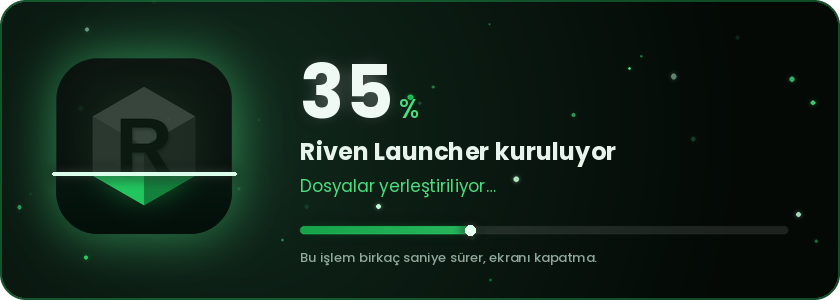 R
35 %
Riven Launcher kuruluyor
Dosyalar yerleştiriliyor...
Bu işlem birkaç saniye sürer, ekranı kapatma.